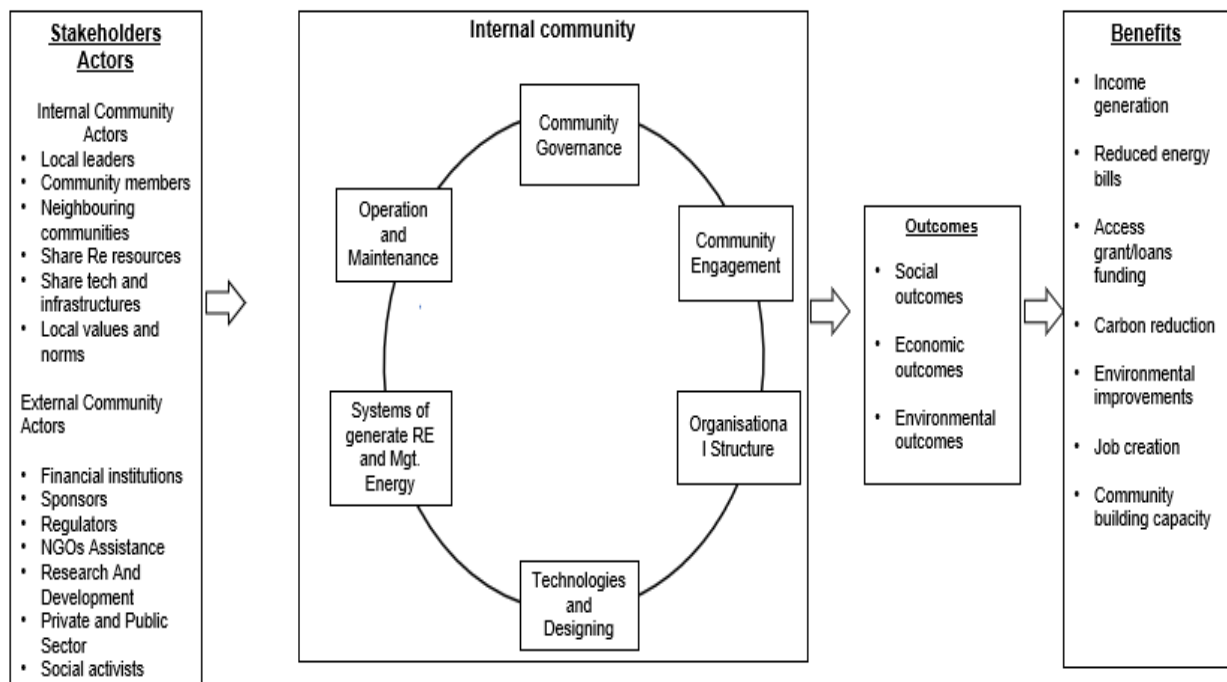 Stakeholders
Actors
Internal Community
Actors
• Local leaders
• Community members
• Neighbouring
communities
• Share Re resources
• Share tech and
infrastructures
• Local values and
norms
External Community
Actors
• Financial institutions
• Sponsors
• Regulators
• NGOs Assistance
• Research And
Development
• Private and Public
Sector
• Social activists
Internal community
Community
Governance
Community
Engagement
Organisationa
l Structure
Technologies
and
Designing
Systems of
generate RE
and Mgt.
Energy
Operation
and
Maintenance
Outcomes
• Social
outcomes
• Economic
outcomes
• Environmental
outcomes
Benefits
• Income
generation
• Reduced energy
bills
• Access
grant/loans
funding
• Carbon reduction
• Environmental
improvements
• Job creation
• Community
building capacity